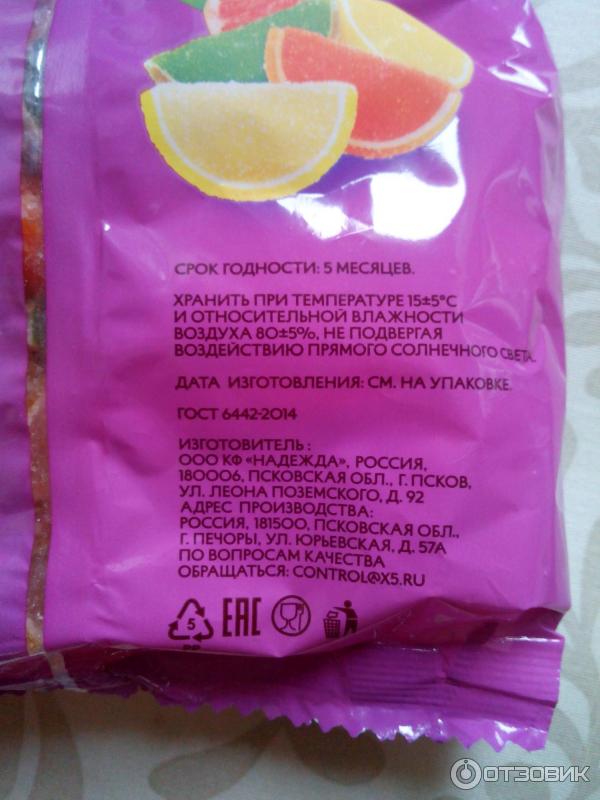 СРОК ГОДНОСТИ: 5 МЕСЯЦЕВ.
ХРАНИТЬ ПРИ ТЕМПЕРАТУРЕ 15±5°С
И ОТНОСИТЕЛЬНОЙ ВЛАЖНОСТИ
ВОЗДУХА 80±5%, НЕ ПОДВЕРГАЯ
ВОЗДЕЙСТВИЮ ПРЯМОГО СОЛНЕЧНОГО СВЕТА.
ДАТА ИЗГОТОВЛЕНИЯ: СМ. НА УПАКОВКЕ.
ГОСТ 6442-2014
ИЗГОТОВИТЕЛЬ :
ООО КФ «НАДЕЖДА», РОССИЯ,
180006, ПСКОВСКАЯ ОБЛ., Г. ПСКОВ,
УЛ. ЛЕОНА ПОЗЕМСКОГО, Д. 92
АДРЕС ПРОИЗВОДСТВА:
РОССИЯ, 181500, ПСКОВСКАЯ ОБЛ.,
Г. ПЕЧОРЫ, УЛ. ЮРЬЕВСКАЯ, Д. 57А
ПО ВОПРОСАМ КАЧЕСТВА
ОБРАЩАТЬСЯ: CONTROL@X5.RU
5 EAC
PP
ОТЗОВИК